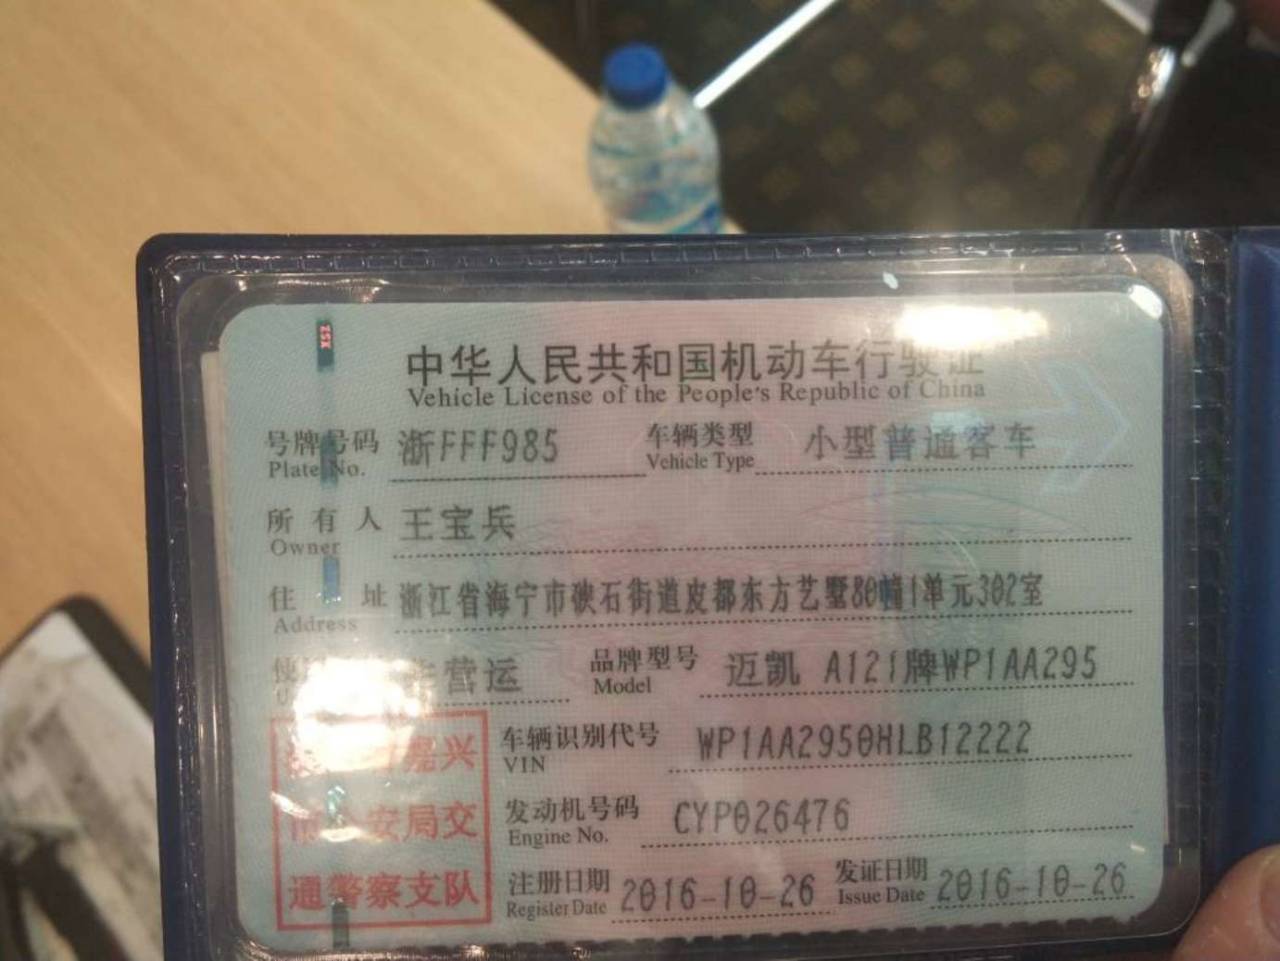 ZSX
中华人民共和国机动车行驶证
Vehicle License of the People's Republic of China
号牌号码 浙FFF985 车辆类型 小型普通客车
Plate No. Vehicle Type
所有人 王宝兵
Owner
住址 浙江省海宁市硖石街道皮都东方艺墅80幢1单元302室
Address
营运 品牌型号 迈凯 A121牌WP1AA295
Model
嘉兴 车辆识别代号 WP1AA2950HLB12222
VIN
安局交 发动机号码 CYP026476
Engine No.
通警察支队 注册日期 2016-10-26 发证日期 2016-10-26
Register Date Issue Date